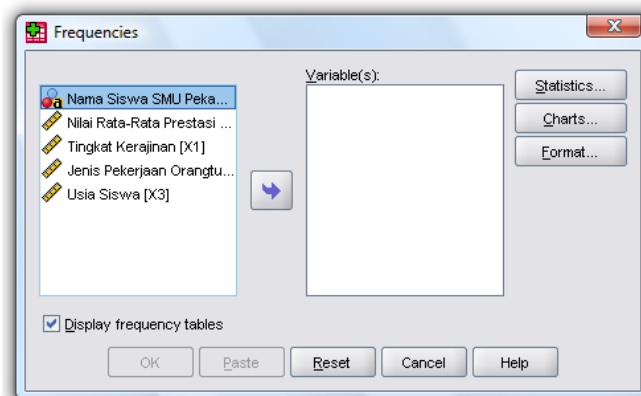 Frequencies
Variable(s):
Nama Siswa SMU Peka...
Nilai Rata-Rata Prestasi ...
Tingkat Kerajinan [X1]
Jenis Pekerjaan Orangtu...
Usia Siswa [X3]
Statistics...
Charts...
Format...
Display frequency tables
OK
Paste
Reset
Cancel
Help